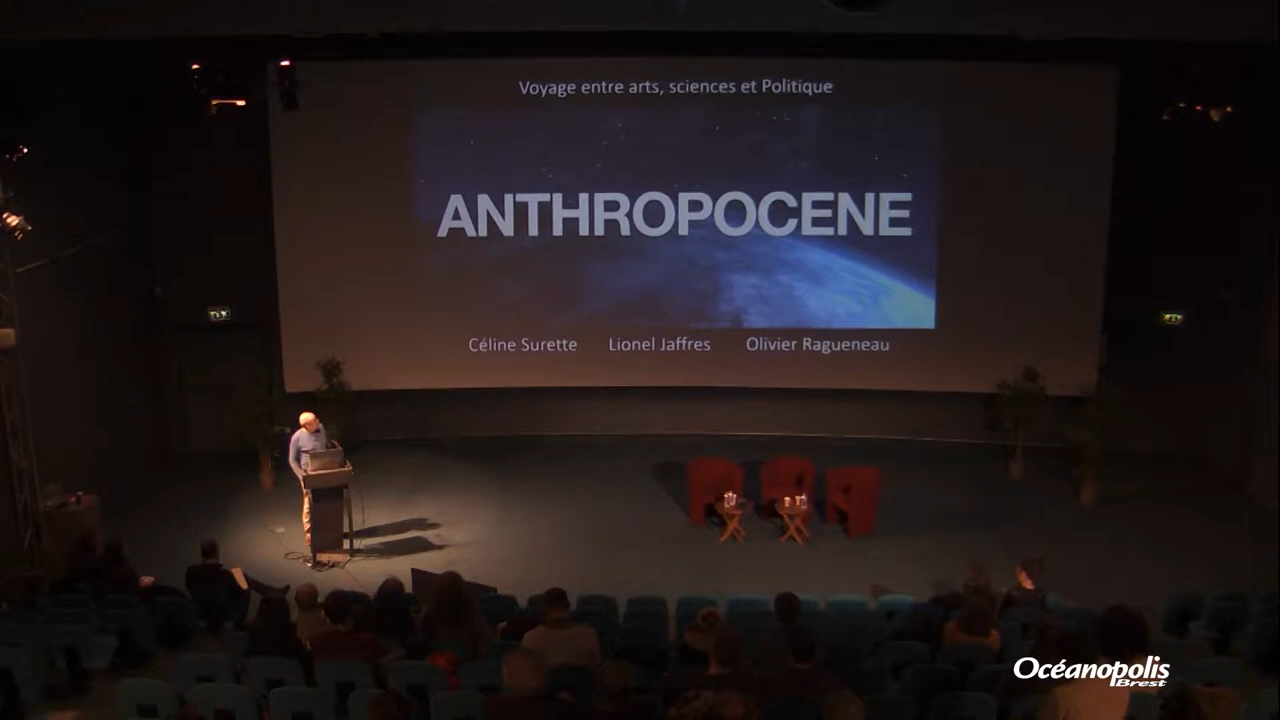 Voyage entre arts, sciences et Politique
ANTHROPOCENE
Céline Surette Lionel Jaffres Olivier Ragueneau
Océanopolis
Brest